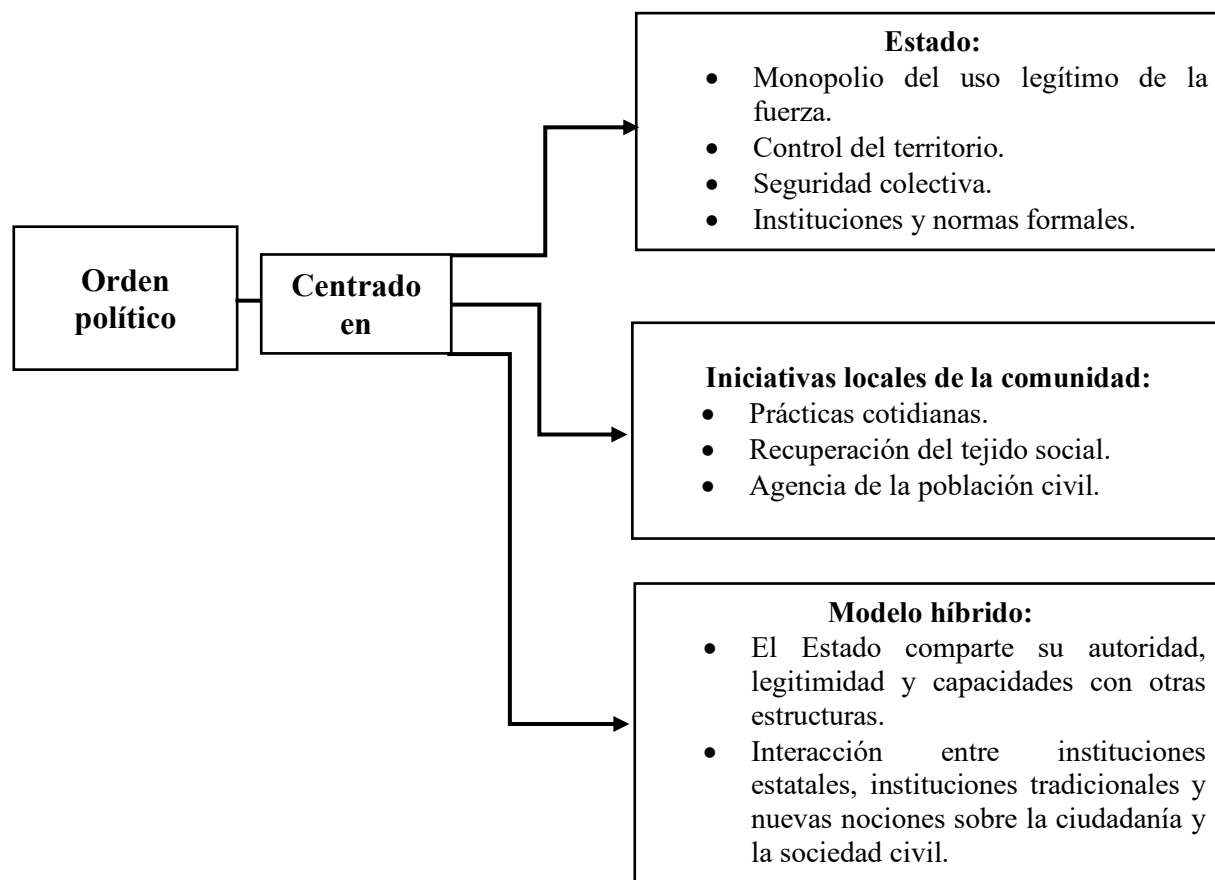 Orden
político
Centrado
en
Estado:
• Monopolio del uso legítimo de la
fuerza.
• Control del territorio.
• Seguridad colectiva.
• Instituciones y normas formales.
Iniciativas locales de la comunidad:
• Prácticas cotidianas.
• Recuperación del tejido social.
• Agencia de la población civil.
Modelo híbrido:
• El Estado comparte su autoridad,
legitimidad y capacidades con otras
estructuras.
• Interacción entre instituciones
estatales, instituciones tradicionales y
nuevas nociones sobre la ciudadanía y
la sociedad civil.